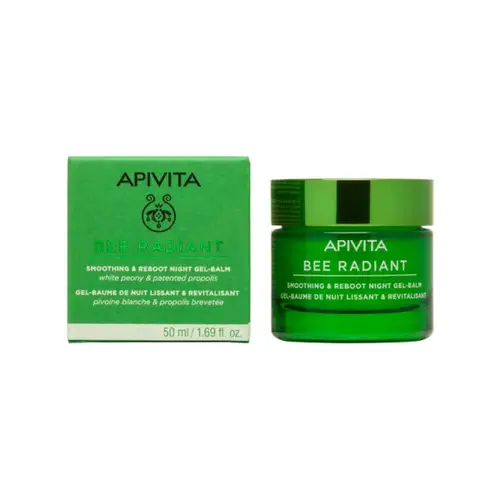 APIVITA
BEE RADIANT
SMOOTHING & REBOOT NIGHT GEL-BALM
white peony & patented propolis
GEL-BAUME DE NUIT LISSANT & REVITALISANT
pivoine blanche & propolis brevetée
50 ml / 1.69 fl. oz.
APIVITA
BEE RADIANT
SMOOTHING & REBOOT NIGHT GEL-BALM
GEL-BAUME DE NUIT LISSANT & REVITALISANT